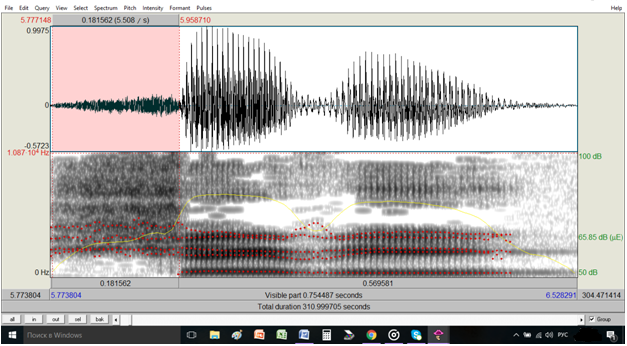 File Edit Query View Select Spectrum Pitch Intensity Formant Pulses Help
5.777148 0.181562 (5.508 / s) 5.958710
0.9975
0
-0.5723
1.087·10⁴ Hz 100 dB
65.85 dB (µE)
0 Hz 50 dB
0.181562 0.569581
5.773804 5.773804 Visible part 0.754487 seconds 6.528291 304.471414
Total duration 310.999705 seconds
all in out sel bak Group
Поиск в Windows РУС